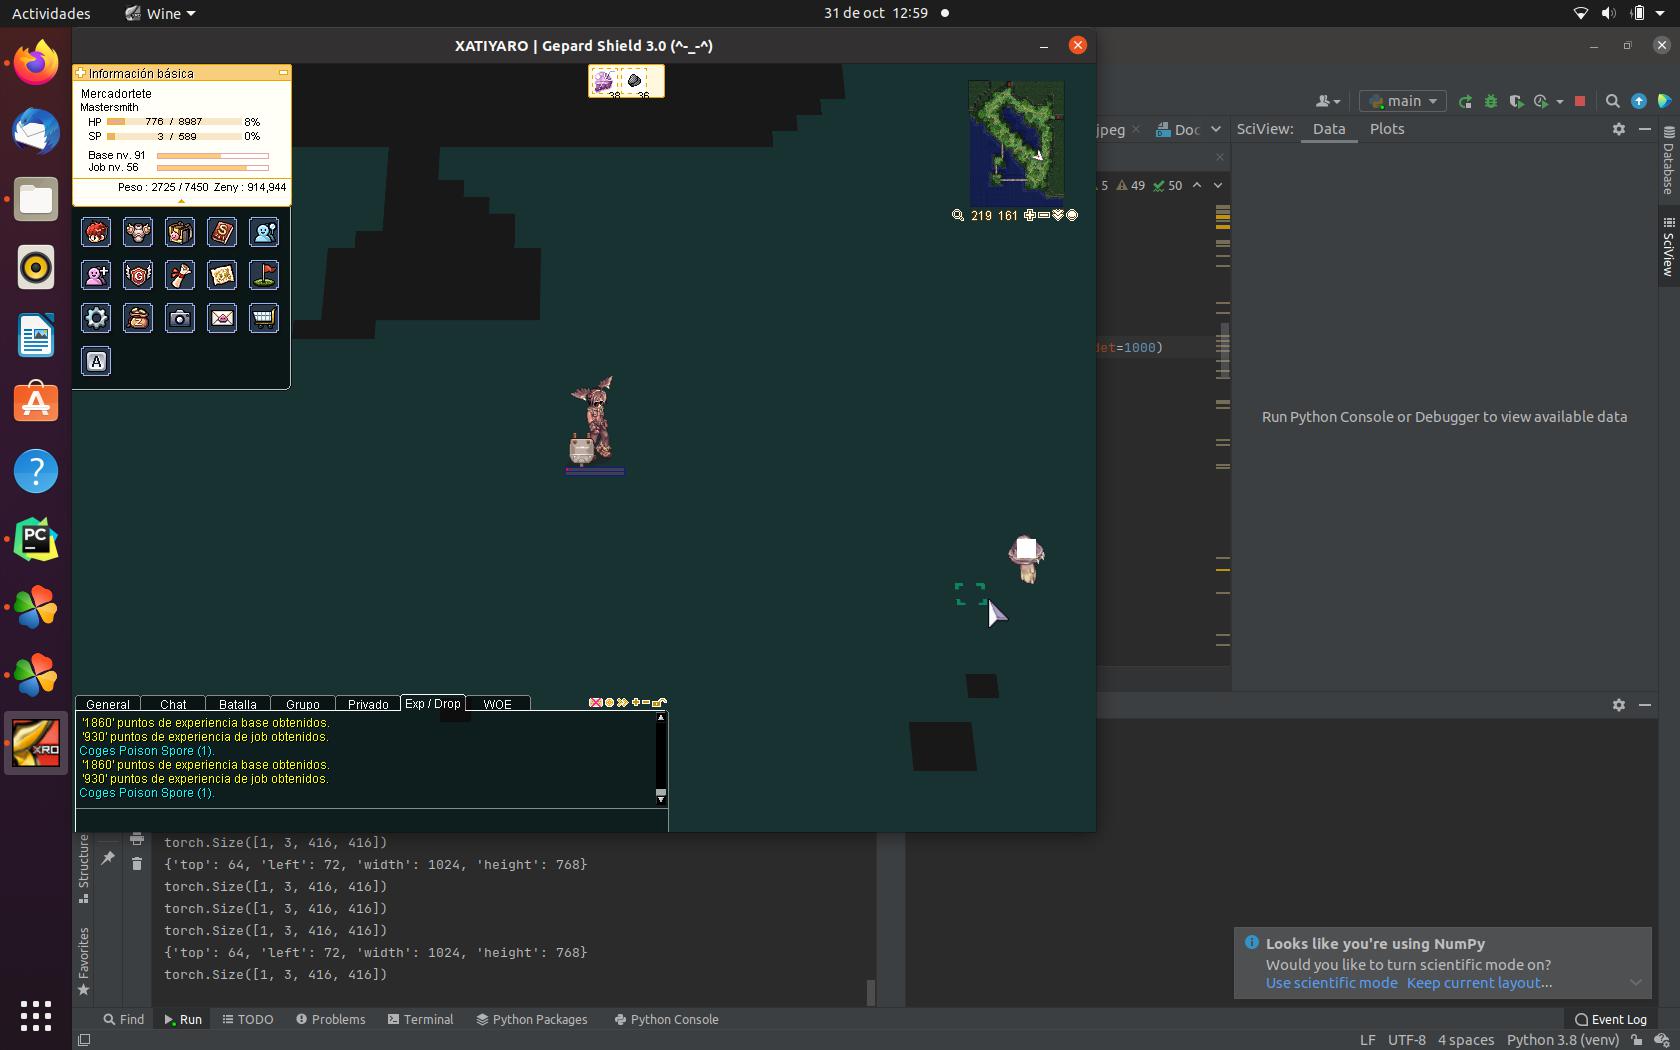 Actividades
Wine
31 de oct 12:59
XATIYARO | Gepard Shield 3.0 (^-_-^)
Información básica
Mercadortete
Mastersmith
HP 776 / 8987 8%
SP 3 / 589 0%
Base nv. 91
Job nv. 56
Peso : 2725 / 7450 Zeny : 914,944
38 36
219 161
main
jpeg
Doc
SciView: Data Plots
5 49 50
Database
SciView
det=1000)
Run Python Console or Debugger to view available data
General Chat Batalla Grupo Privado Exp / Drop WOE
'1860' puntos de experiencia base obtenidos.
'930' puntos de experiencia de job obtenidos.
Coges Poison Spore (1).
'1860' puntos de experiencia base obtenidos.
'930' puntos de experiencia de job obtenidos.
Coges Poison Spore (1).
torch.Size([1, 3, 416, 416])
{'top': 64, 'left': 72, 'width': 1024, 'height': 768}
torch.Size([1, 3, 416, 416])
torch.Size([1, 3, 416, 416])
torch.Size([1, 3, 416, 416])
{'top': 64, 'left': 72, 'width': 1024, 'height': 768}
torch.Size([1, 3, 416, 416])
Structure
Favorites
Looks like you're using NumPy
Would you like to turn scientific mode on?
Use scientific mode Keep current layout...
Find Run TODO Problems Terminal Python Packages Python Console
Event Log
LF UTF-8 4 spaces Python 3.8 (venv)
PC
XRO
A